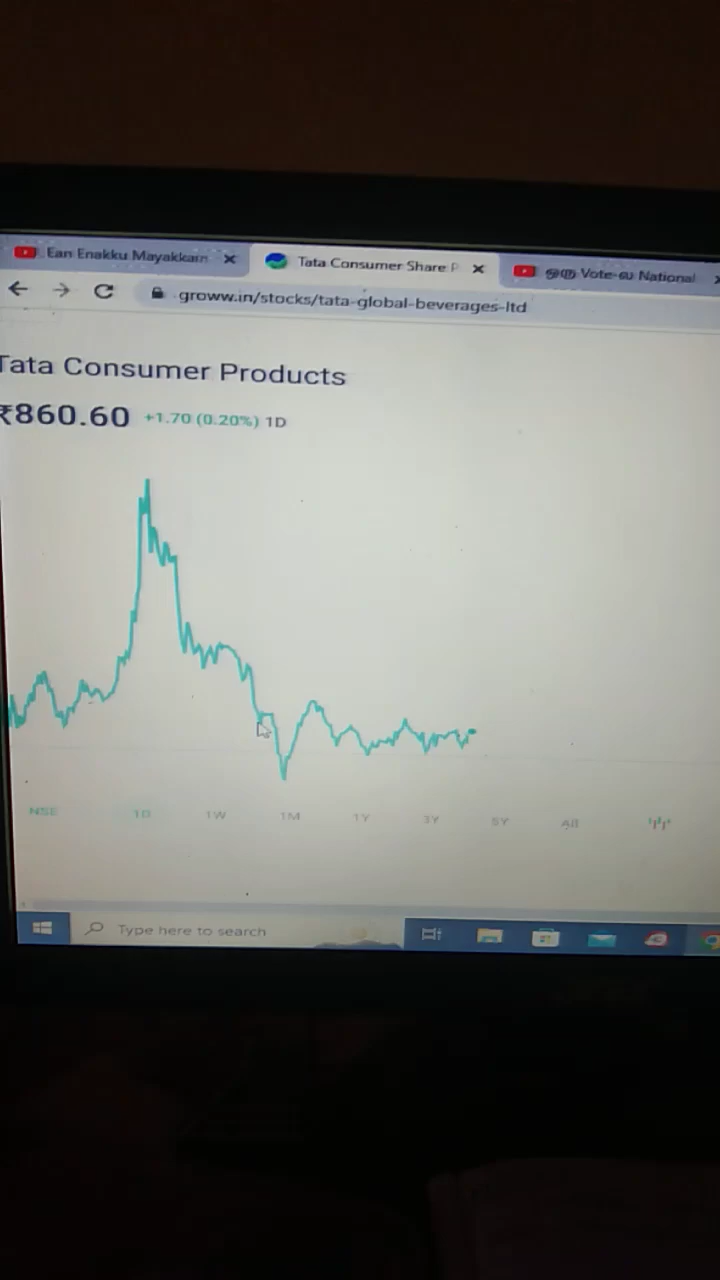 Ean Enakku Mayakkam
Tata Consumer Share P
ஒரு Vote-ல National
groww.in/stocks/tata-global-beverages-ltd
Tata Consumer Products
₹860.60 +1.70 (0.20%) 1D
NSE 1D 1W 1M 1Y 3Y 5Y All
Type here to search